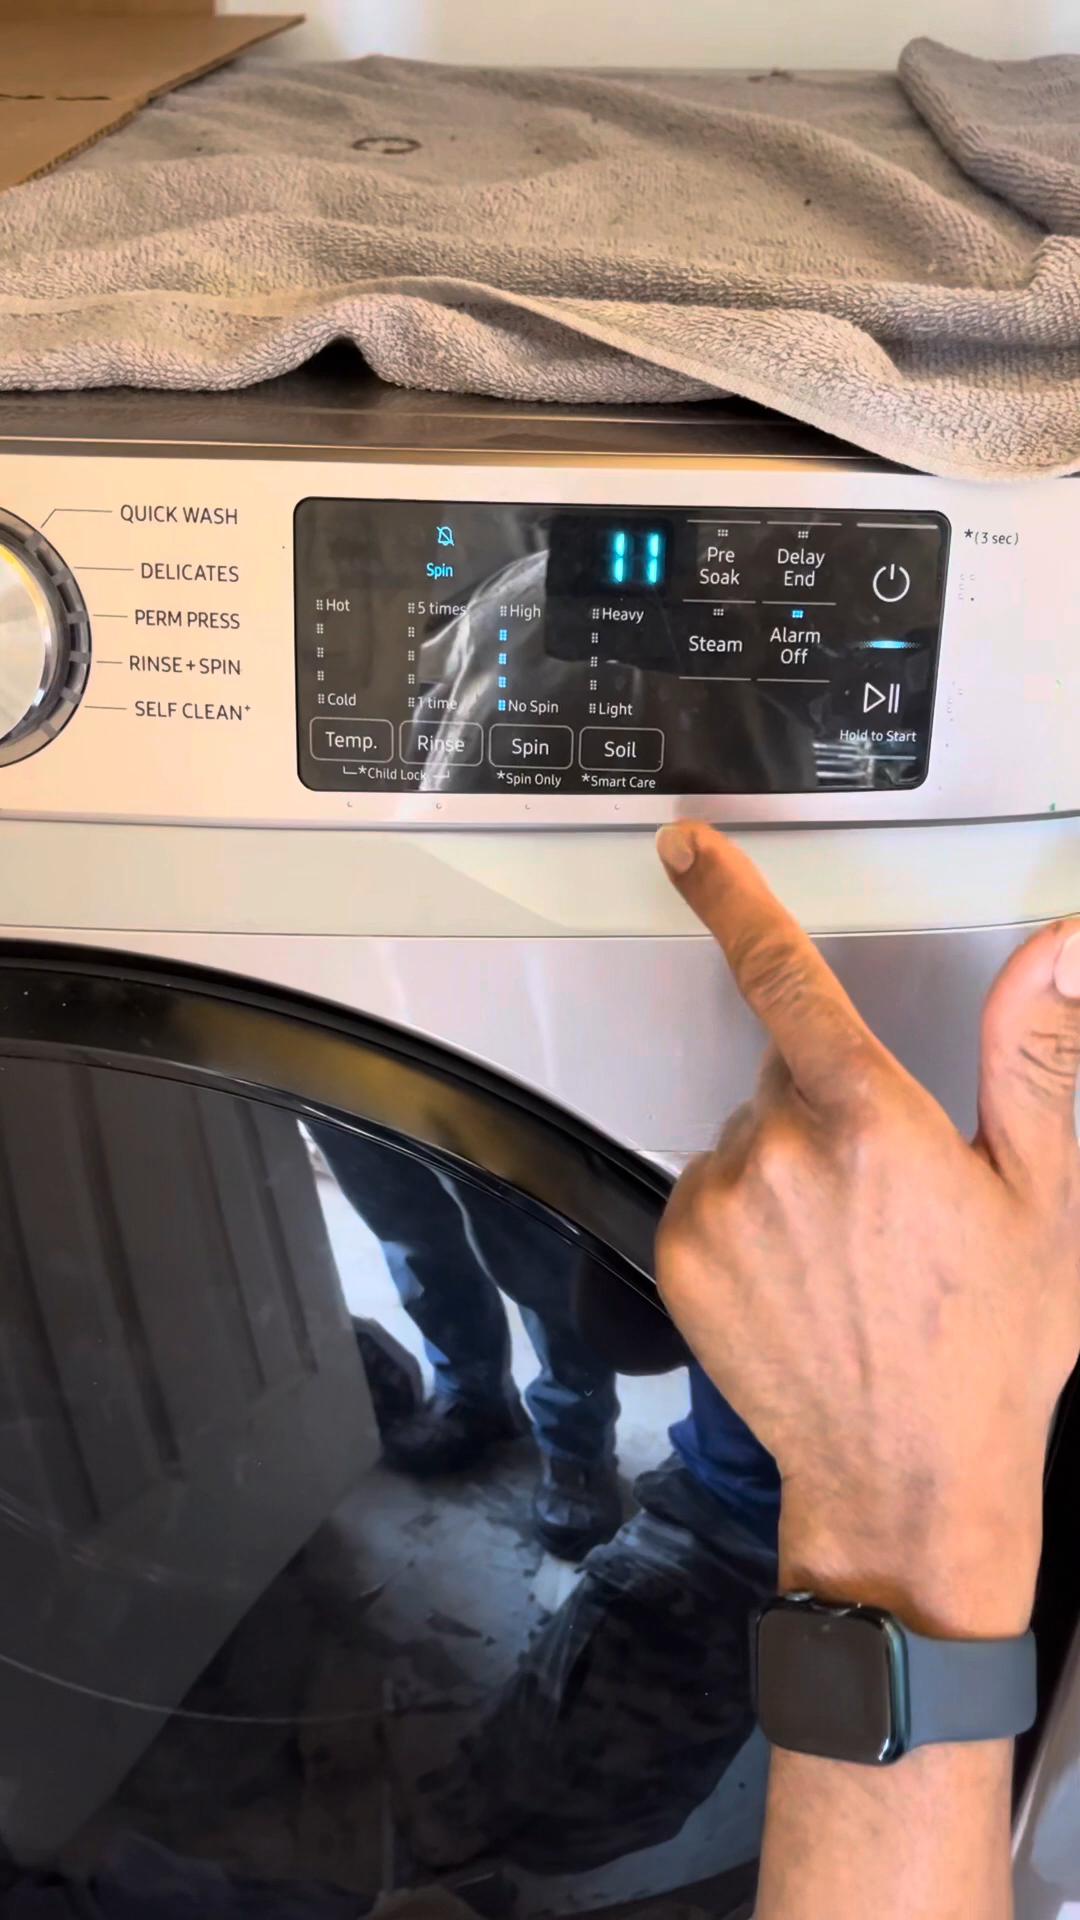 QUICK WASH
DELICATES
PERM PRESS
RINSE + SPIN
SELF CLEAN+
Spin
11
Hot
5 times
High
Heavy
Cold
1 time
No Spin
Light
Temp.
Rinse
Spin
Soil
*Child Lock
*Spin Only
*Smart Care
Pre
Soak
Delay
End
Steam
Alarm
Off
Hold to Start
*(3 sec)